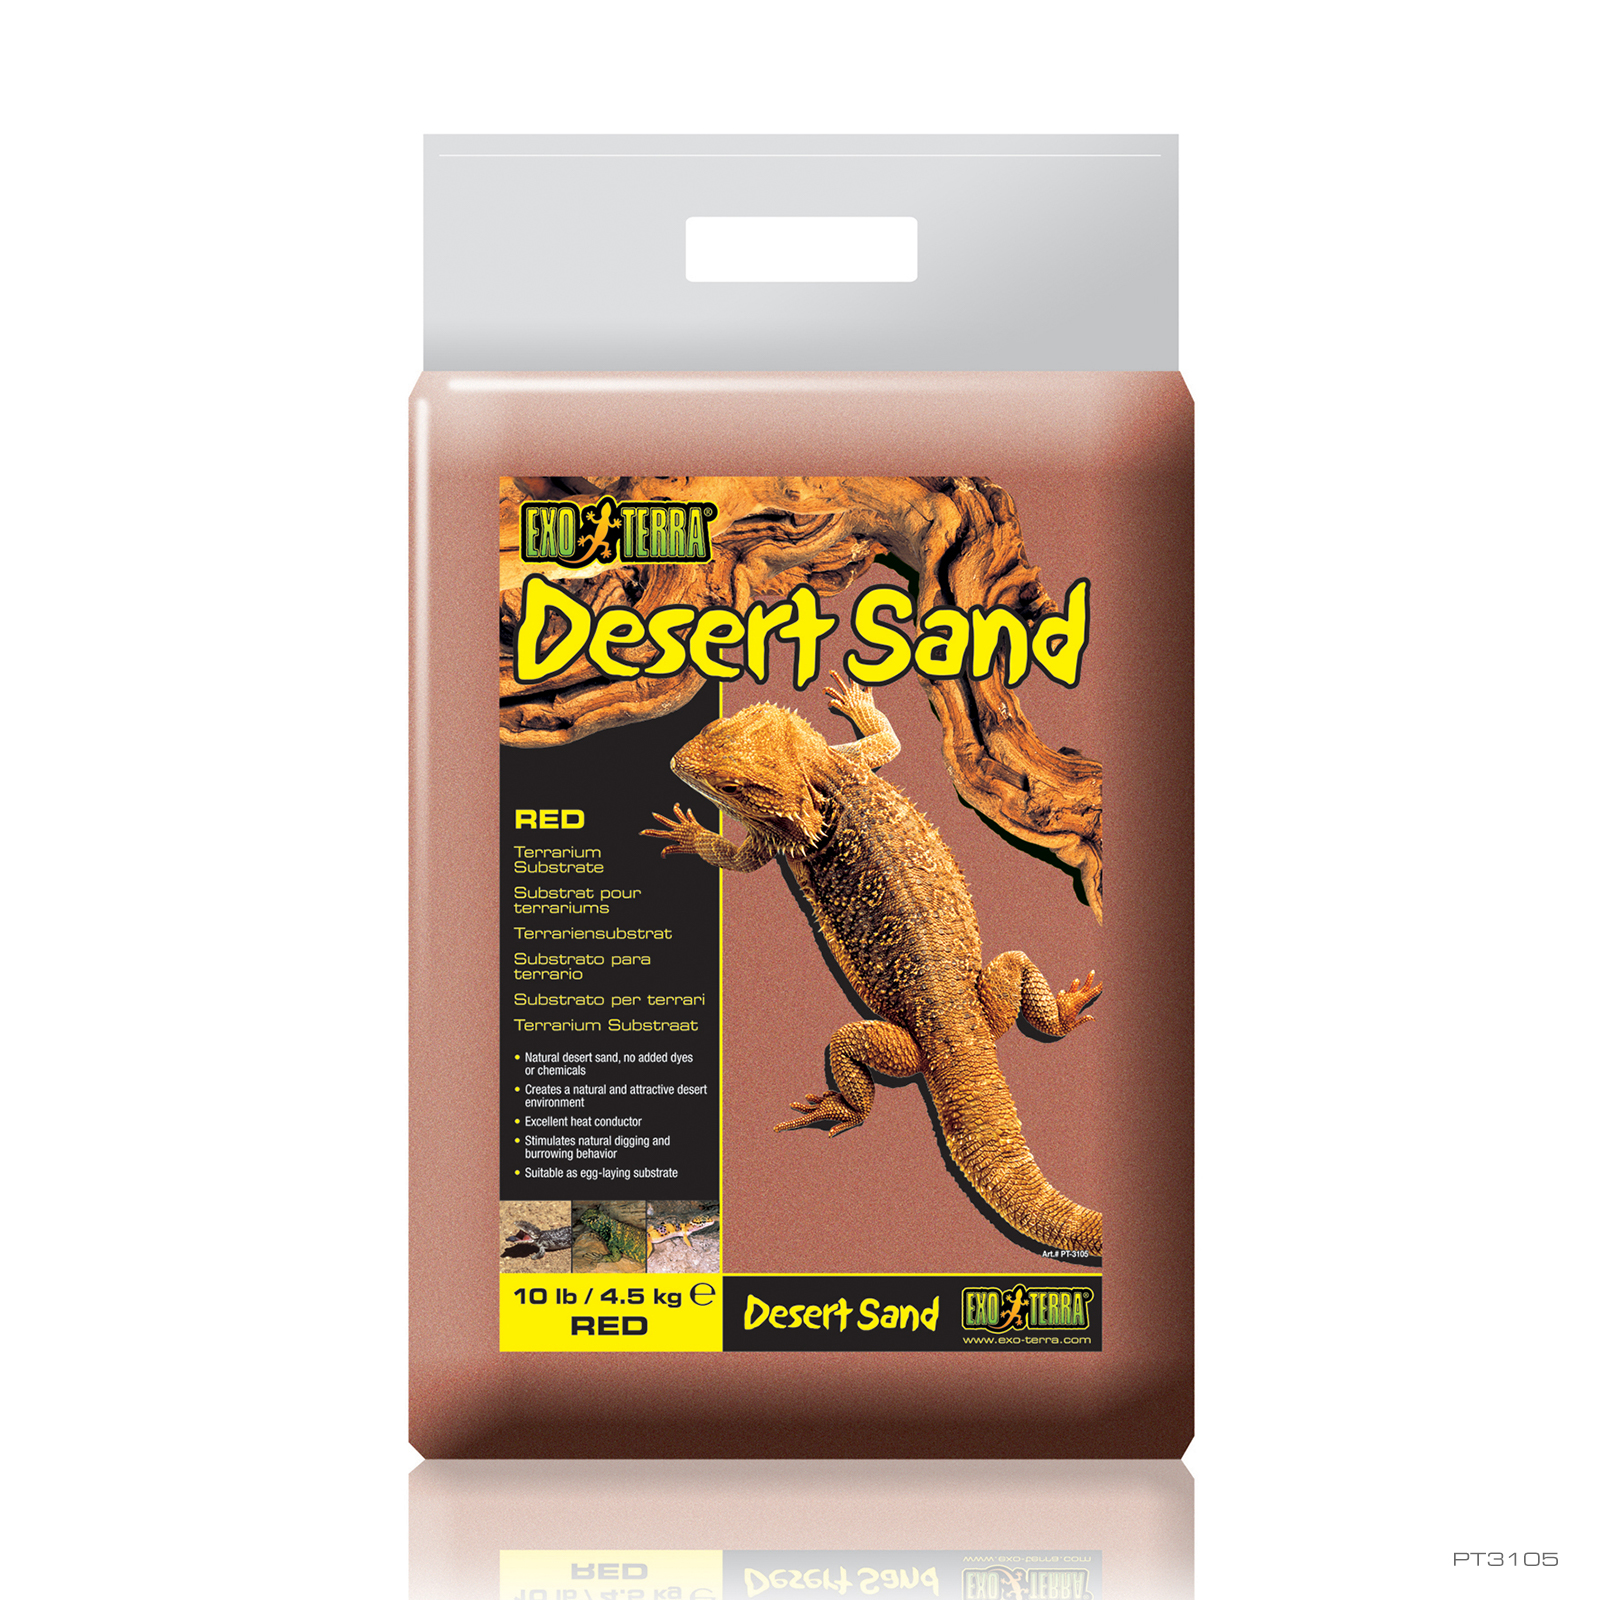 EXO TERRA®
Desert Sand
RED
Terrarium
Substrate
Substrat pour
terrariums
Terrariensubstrat
Substrato para
terrario
Substrato per terrari
Terrarium Substraat
• Natural desert sand, no added dyes
or chemicals
• Creates a natural and attractive desert
environment
• Excellent heat conductor
• Stimulates natural digging and
burrowing behavior
• Suitable as egg-laying substrate
Art.# PT-3105
10 lb / 4.5 kg ℮
RED
Desert Sand
EXO TERRA®
www.exo-terra.com
PT3105